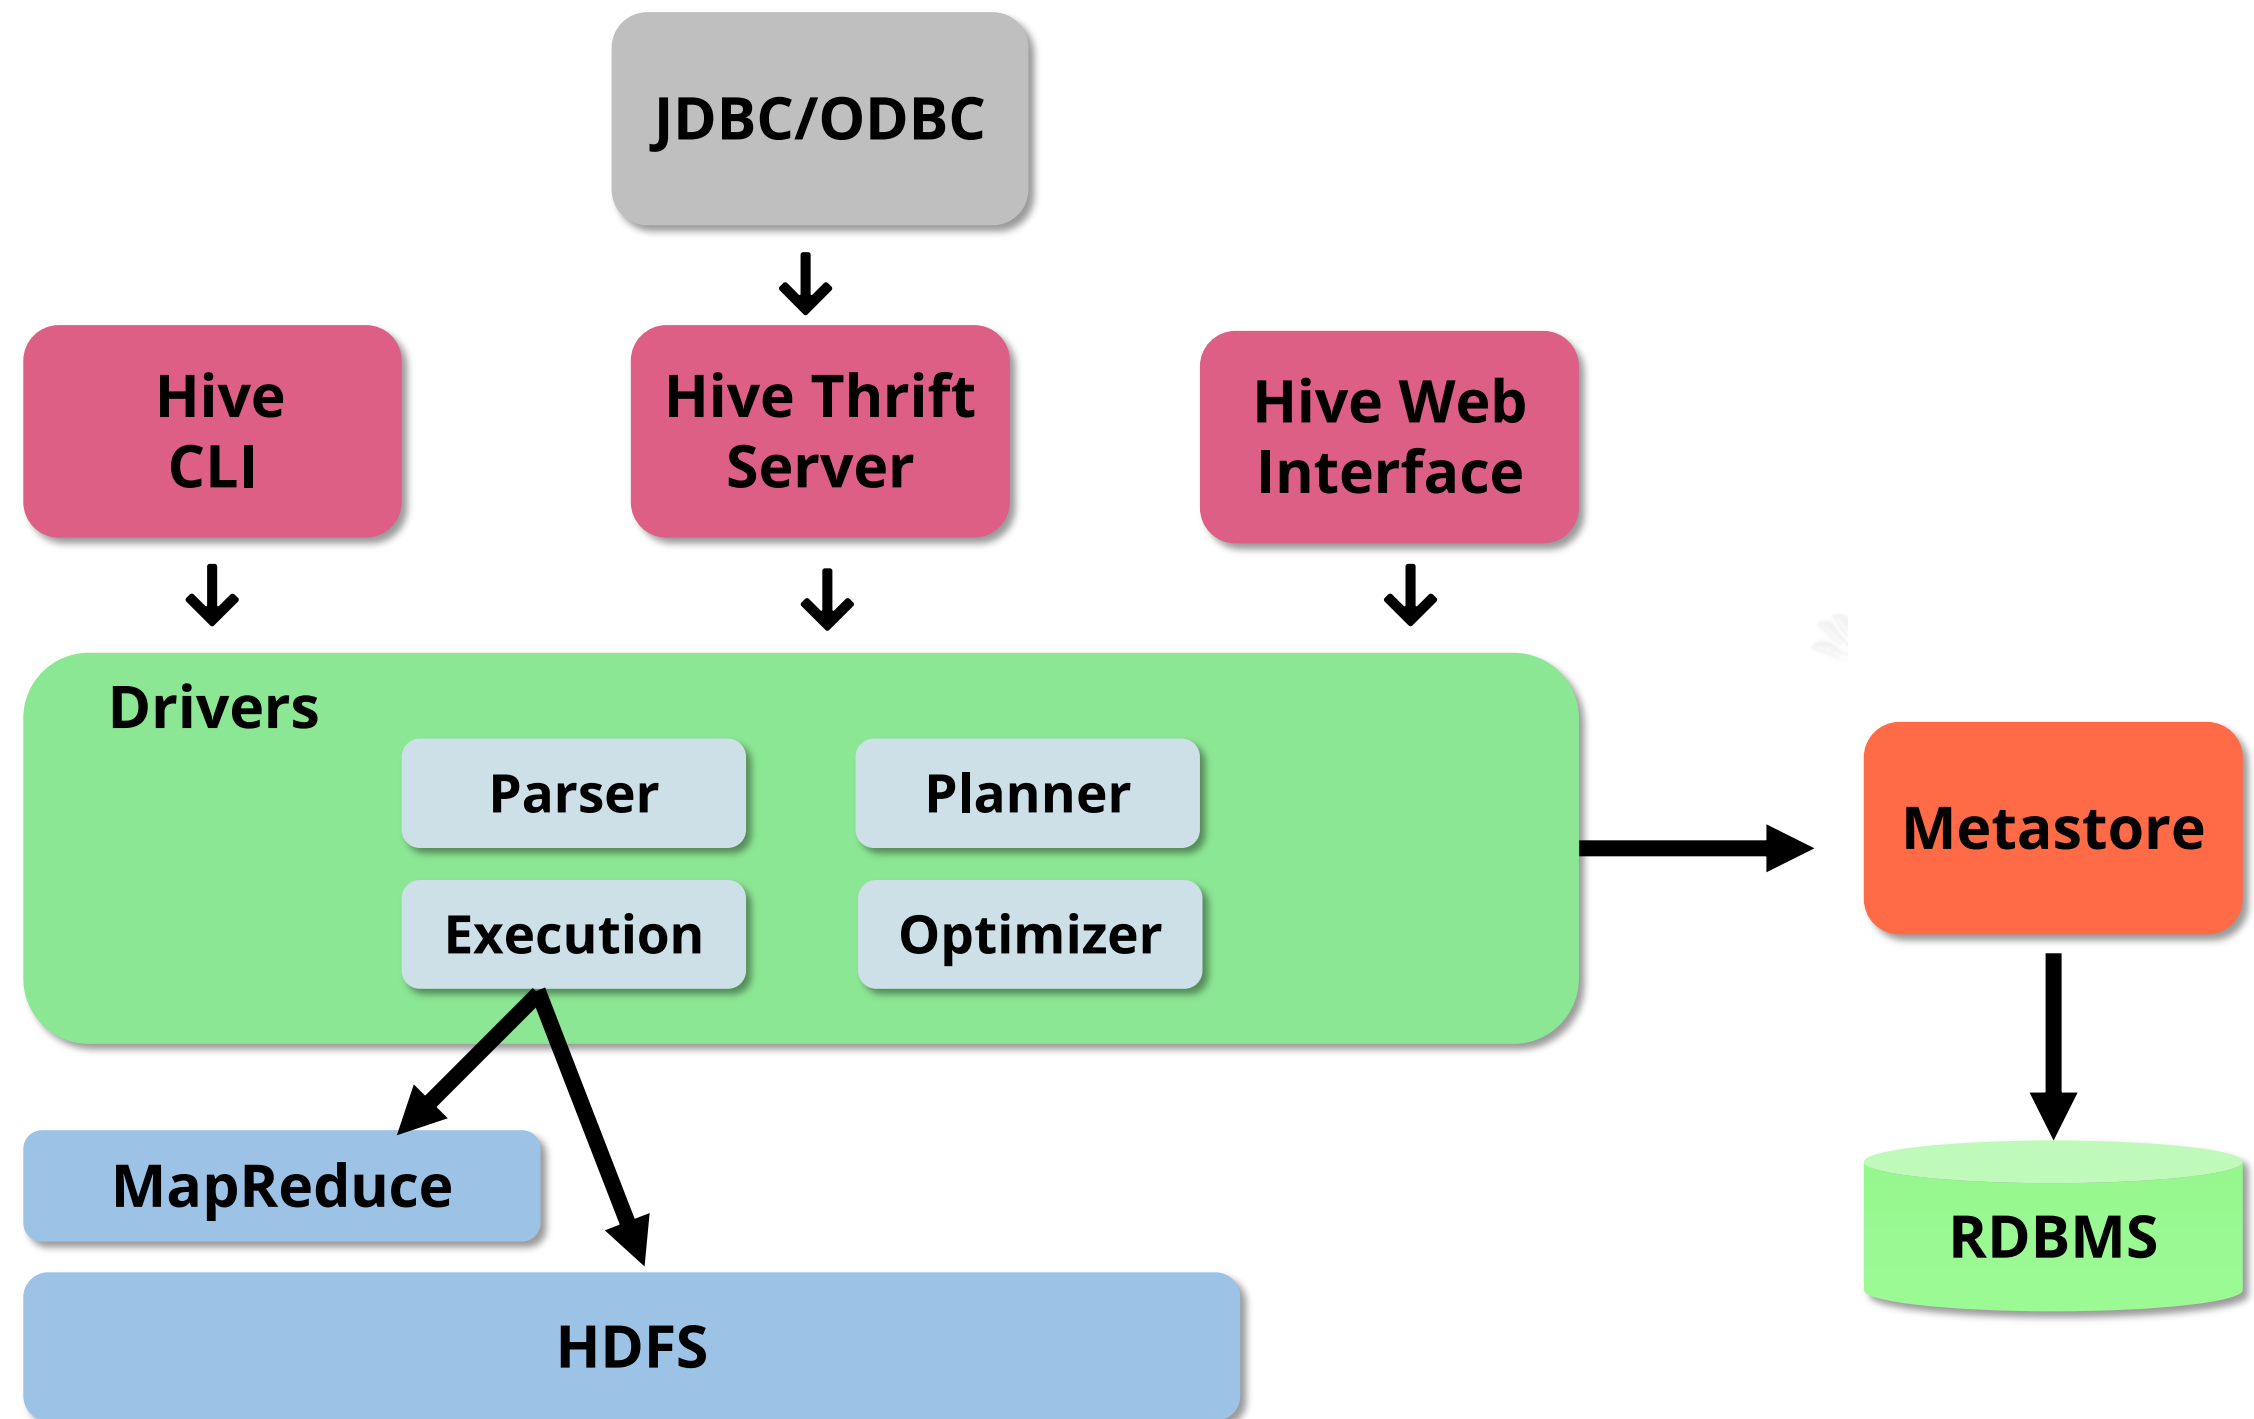 JDBC/ODBC
Hive
CLI
Hive Thrift
Server
Hive Web
Interface
Drivers
Parser
Planner
Execution
Optimizer
Metastore
MapReduce
RDBMS
HDFS